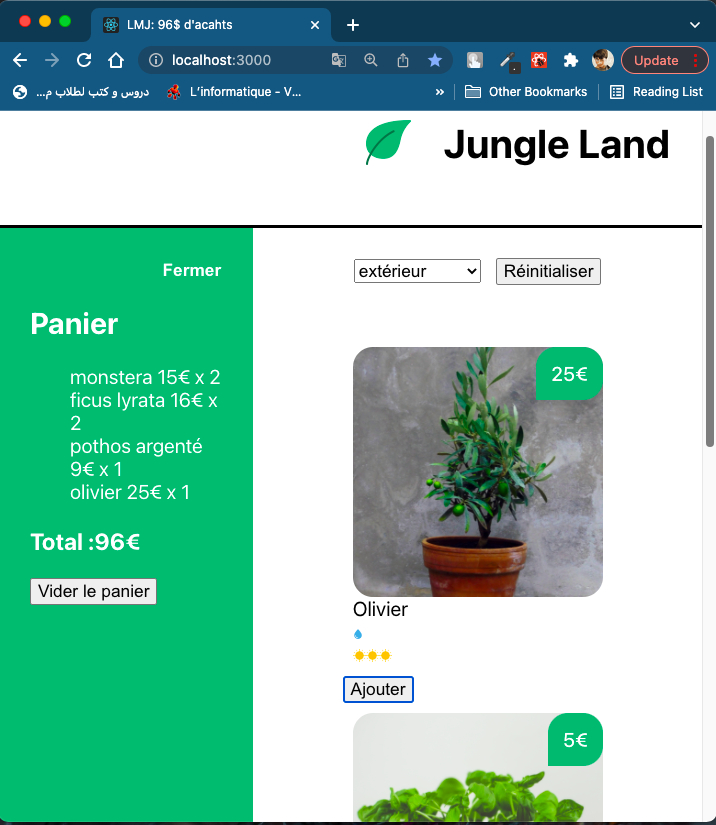 LMJ: 96$ d'acahts
localhost:3000
Update
دروس و كتب لطلاب م...
L'informatique - V...
»
Other Bookmarks
Reading List
Jungle Land
Fermer
Panier
monstera 15€ x 2
ficus lyrata 16€ x
2
pothos argenté
9€ x 1
olivier 25€ x 1
Total :96€
Vider le panier
extérieur
Réinitialiser
25€
Olivier
Ajouter
5€